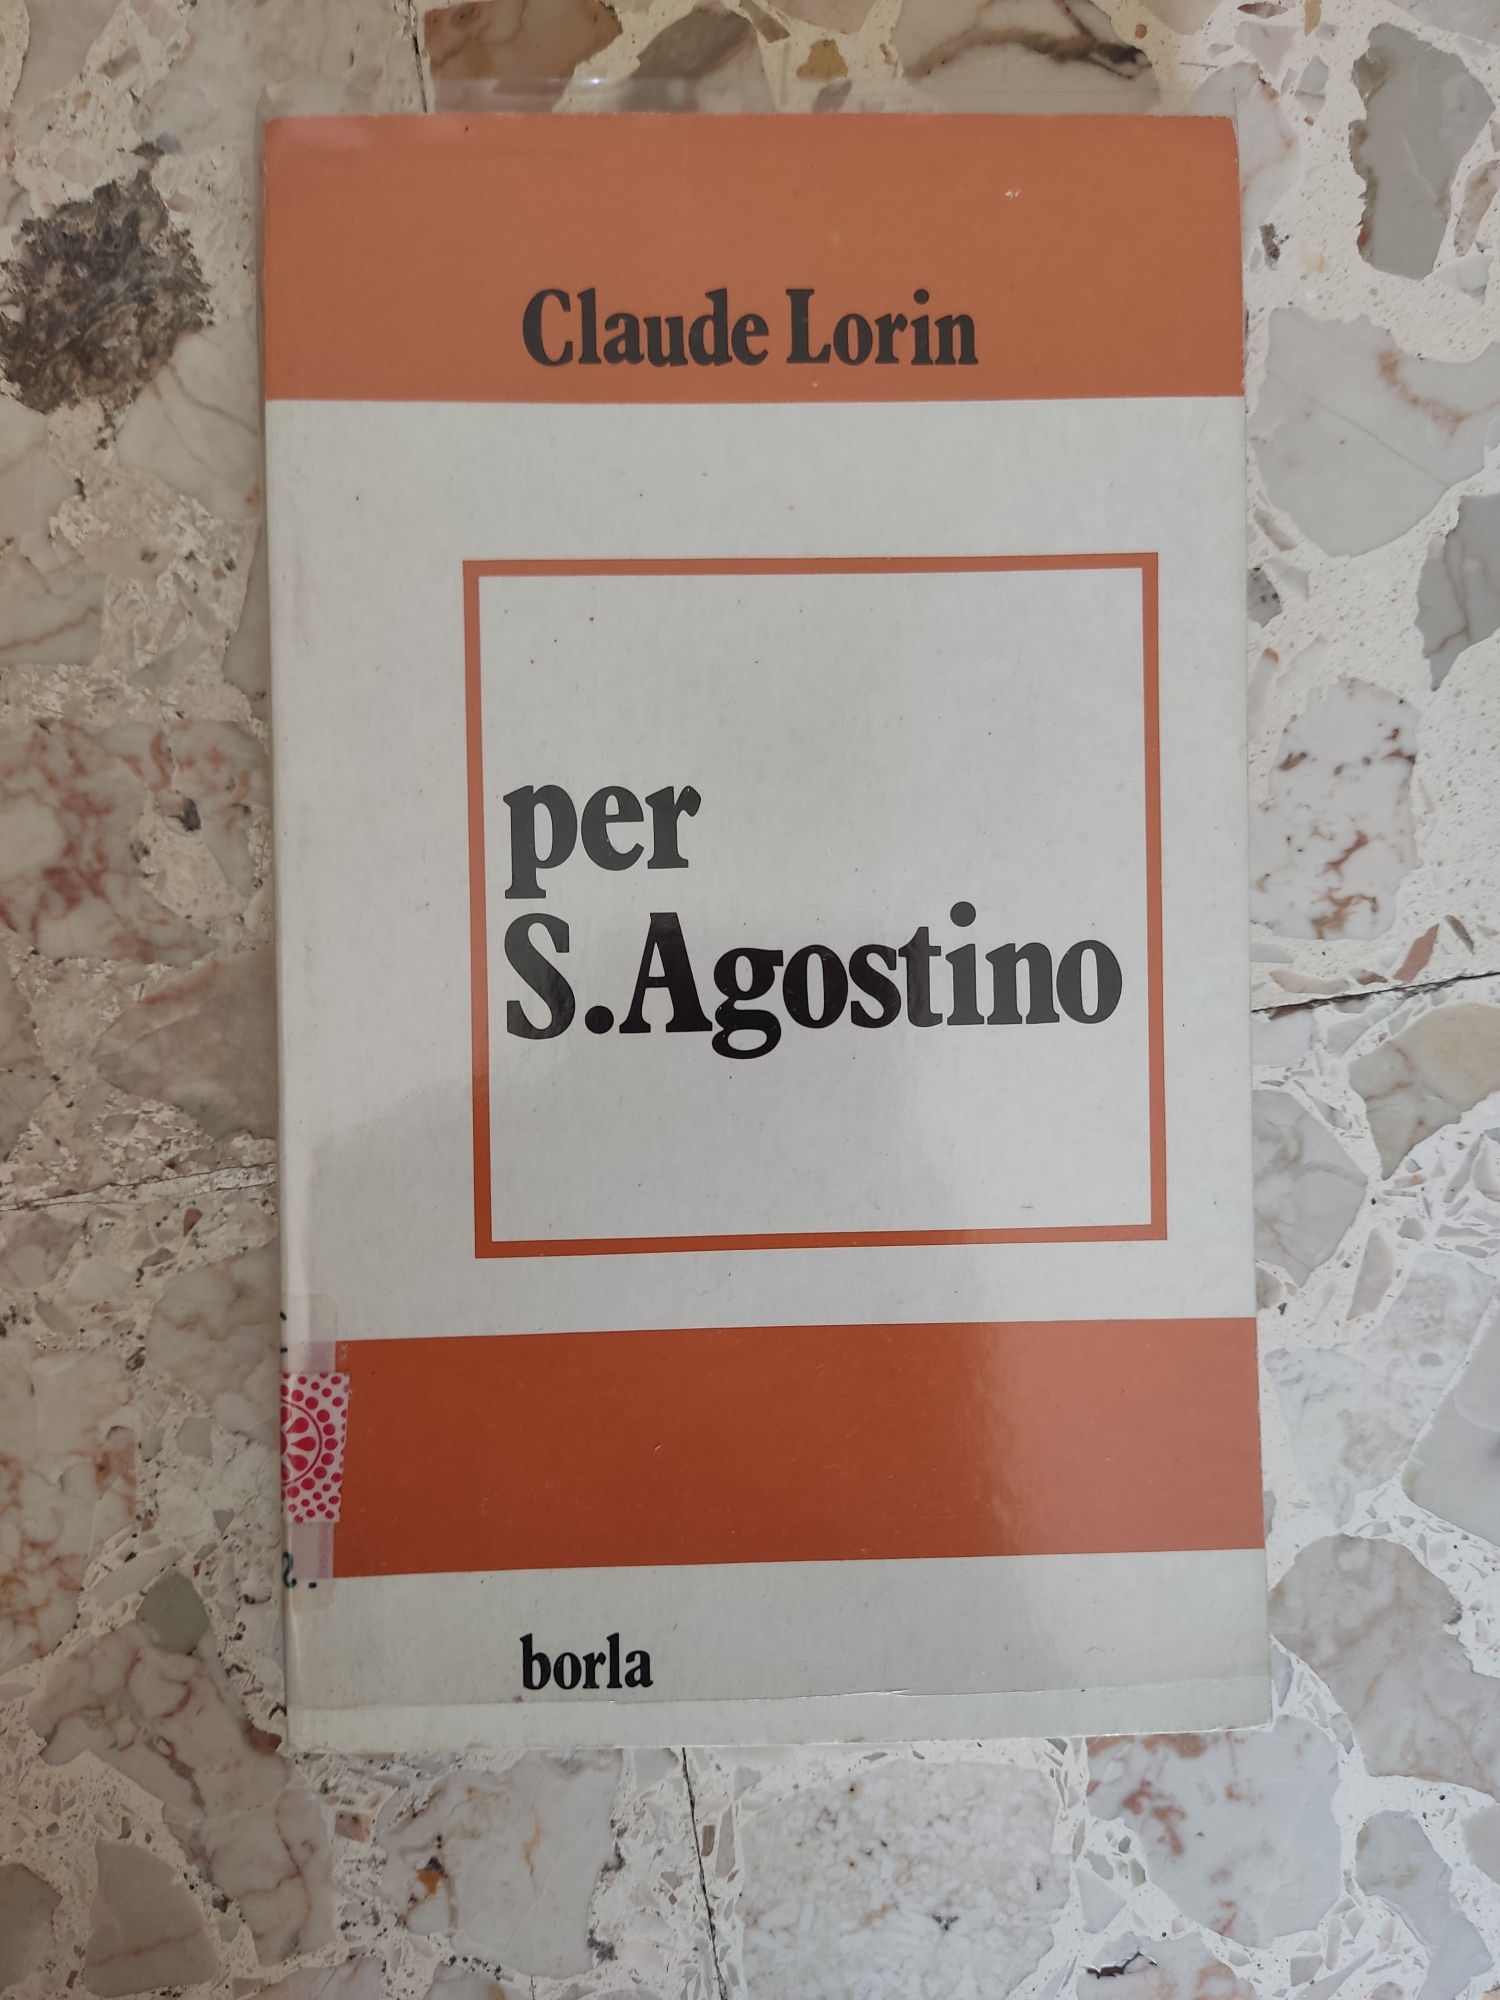 Claude Lorin
per
S. Agostino
borla